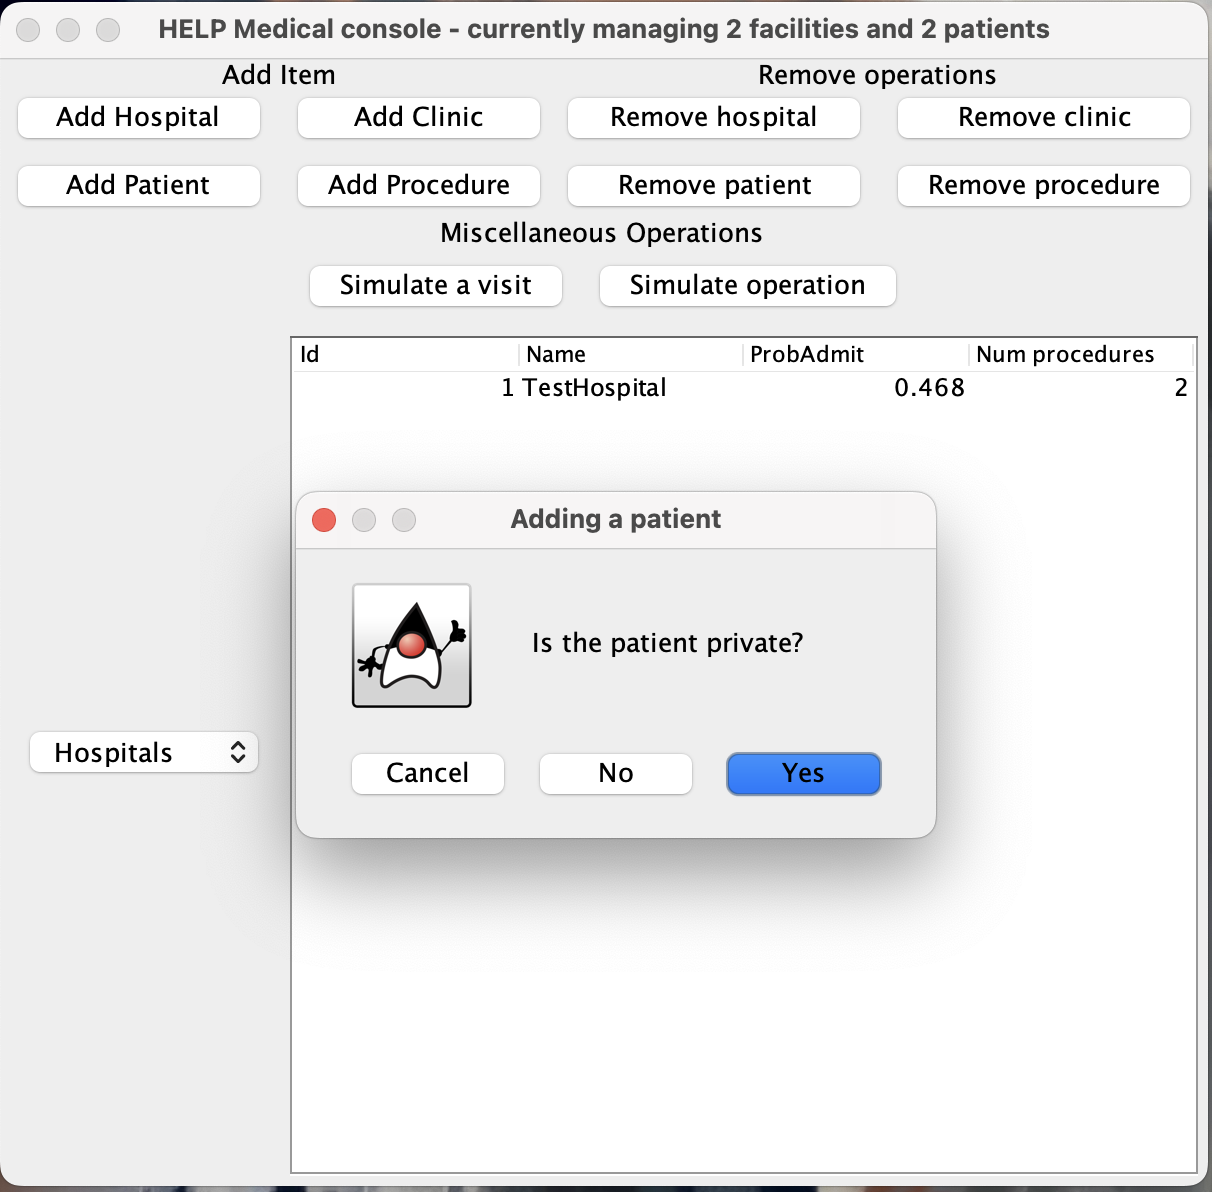 HELP Medical console - currently managing 2 facilities and 2 patients
Add Item Remove operations
Add Hospital Add Clinic Remove hospital Remove clinic
Add Patient Add Procedure Remove patient Remove procedure
Miscellaneous Operations
Simulate a visit Simulate operation
Id Name ProbAdmit Num procedures
1 TestHospital 0.468 2
Adding a patient
Is the patient private?
Hospitals
Cancel No Yes